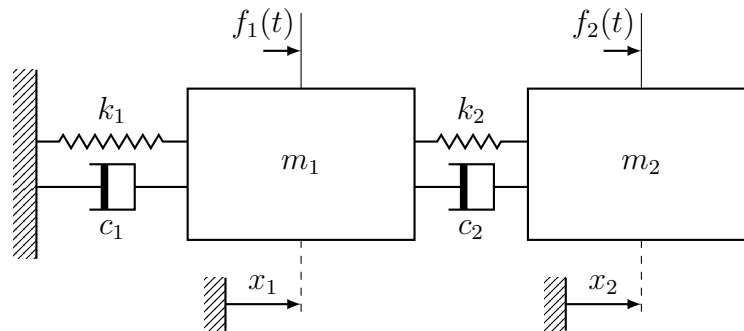 f₁(t) f₂(t)
k₁ k₂
m₁ m₂
c₁ c₂
x₁ x₂